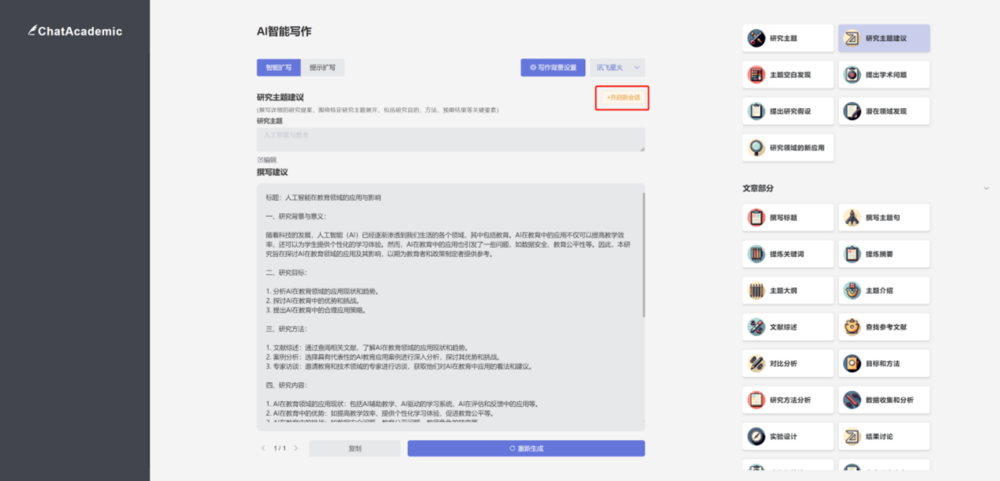 ChatAcademic
AI智能写作
智能扩写
提示扩写
写作背景设置
讯飞星火
研究主题建议
+开启新会话
(撰写详细的研究提案，围绕特定研究主题展开，包括研究目的、方法、预期结果等关键要素)
研究主题
人工智能与教育
编辑
撰写建议
标题：人工智能在教育领域的应用与影响
一、研究背景与意义：
随着科技的发展，人工智能（AI）已经逐渐渗透到我们生活的各个领域，其中包括教育。AI在教育中的应用不仅可以提高教学效
率，还可以为学生提供个性化的学习体验。然而，AI在教育中的应用也引发了一些问题，如数据安全、教育公平性等。因此，本研
究旨在探讨AI在教育领域的应用及其影响，以期为教育者和政策制定者提供参考。
二、研究目标：
1. 分析AI在教育领域的应用现状和趋势。
2. 探讨AI在教育中的优势和挑战。
3. 提出AI在教育中的合理应用策略。
三、研究方法：
1. 文献综述：通过查阅相关文献，了解AI在教育领域的应用现状和趋势。
2. 案例分析：选择具有代表性的AI教育应用案例进行深入分析，探讨其优势和挑战。
3. 专家访谈：邀请教育和技术领域的专家进行访谈，获取他们对AI在教育中应用的看法和建议。
四、研究内容：
1. AI在教育领域的应用现状：包括AI辅助教学、AI驱动的学习系统、AI在评估和反馈中的应用等。
2. AI在教育中的优势：如提高教学效率、提供个性化学习体验、促进教育公平等。
1 / 1
复制
重新生成
研究主题
研究主题建议
主题空白发现
提出学术问题
提出研究假设
潜在领域发现
研究领域的新应用
文章部分
撰写标题
撰写主题句
提炼关键词
提炼摘要
主题大纲
主题介绍
文献综述
查找参考文献
对比分析
目标和方法
研究方法分析
数据收集和分析
实验设计
结果讨论